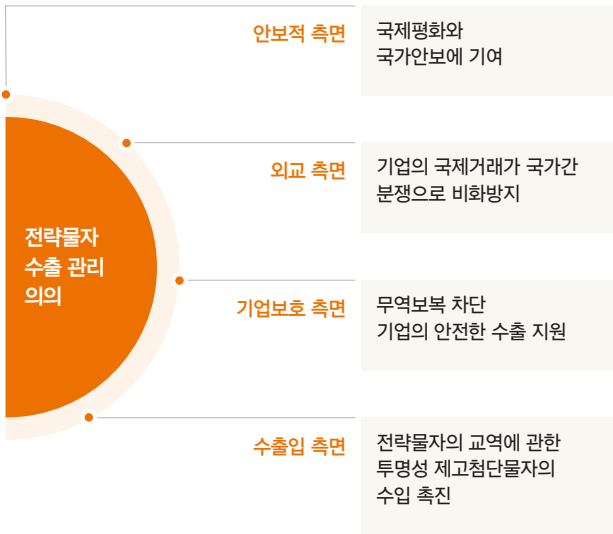 전략물자
수출 관리
의의
안보적 측면
국제평화와
국가안보에 기여
외교 측면
기업의 국제거래가 국가간
분쟁으로 비화방지
기업보호 측면
무역보복 차단
기업의 안전한 수출 지원
수출입 측면
전략물자의 교역에 관한
투명성 제고첨단물자의
수입 촉진